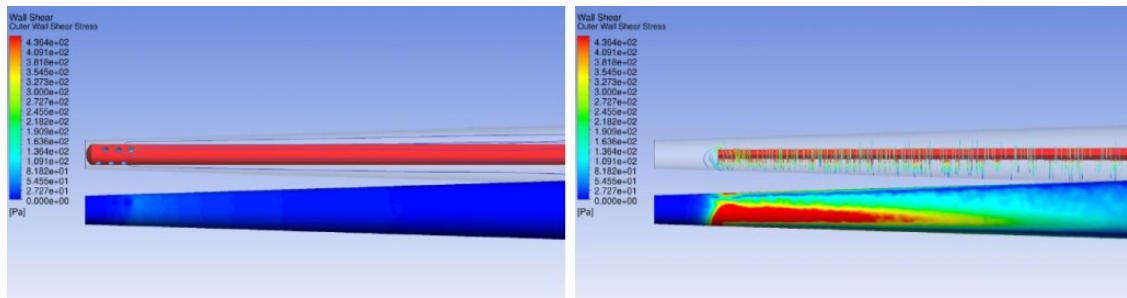 Wall Shear
Outer Wall Shear Stress
4.364e+02
4.091e+02
3.818e+02
3.545e+02
3.273e+02
3.000e+02
2.727e+02
2.455e+02
2.182e+02
1.909e+02
1.636e+02
1.364e+02
1.091e+02
8.182e+01
5.455e+01
2.727e+01
0.000e+00
[Pa]
Wall Shear
Outer Wall Shear Stress
4.364e+02
4.091e+02
3.818e+02
3.545e+02
3.273e+02
3.000e+02
2.727e+02
2.455e+02
2.182e+02
1.909e+02
1.636e+02
1.364e+02
1.091e+02
8.182e+01
5.455e+01
2.727e+01
0.000e+00
[Pa]